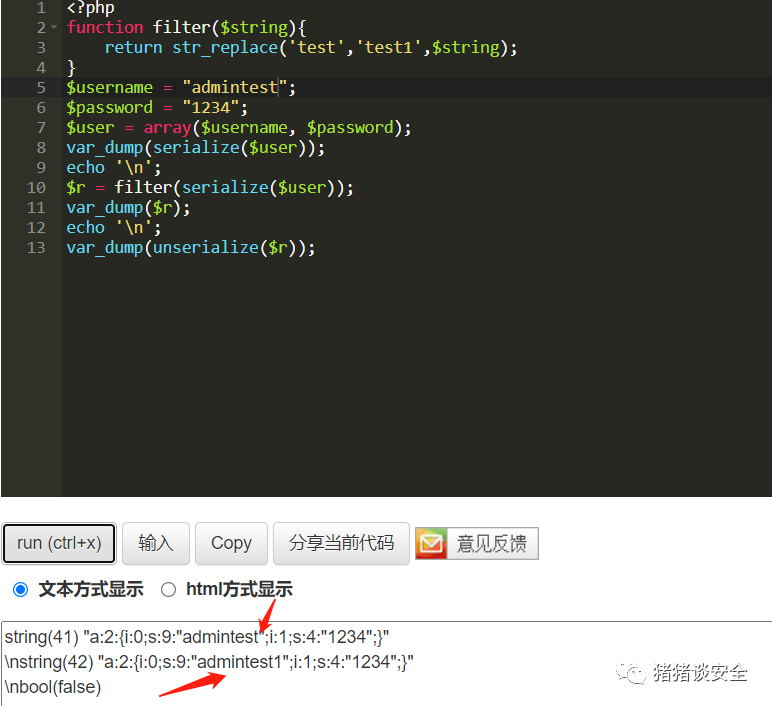 1 <?php
2 function filter($string){
3 return str_replace('test','test1',$string);
4 }
5 $username = "admintest";
6 $password = "1234";
7 $user = array($username, $password);
8 var_dump(serialize($user));
9 echo '\n';
10 $r = filter(serialize($user));
11 var_dump($r);
12 echo '\n';
13 var_dump(unserialize($r));
run (ctrl+x) 输入 Copy 分享当前代码 意见反馈
文本方式显示 html方式显示
string(41) "a:2:{i:0;s:9:"admintest";i:1;s:4:"1234";}"
\nstring(42) "a:2:{i:0;s:9:"admintest1";i:1;s:4:"1234";}"
\nbool(false)
猪猪谈安全